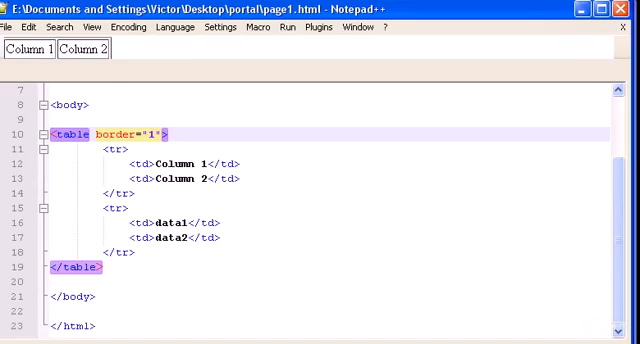 E:\Documents and Settings\Victor\Desktop\portal\page1.html - Notepad++
File Edit Search View Encoding Language Settings Macro Run Plugins Window ? X
Column 1 Column 2
7
8 <body>
9
10 <table border="1">
11 <tr>
12 <td>Column 1</td>
13 <td>Column 2</td>
14 </tr>
15 <tr>
16 <td>data1</td>
17 <td>data2</td>
18 </tr>
19 </table>
20
21 </body>
22
23 </html>